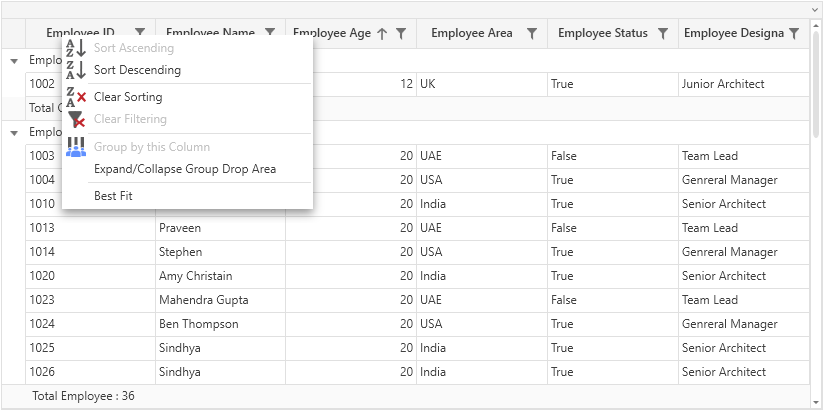 Employee ID Employee Name Employee Age Employee Area Employee Status Employee Designa
Sort Ascending
Sort Descending
Clear Sorting
Clear Filtering
Group by this Column
Expand/Collapse Group Drop Area
Best Fit
1002 12 UK True Junior Architect
Total
1003 20 UAE False Team Lead
1004 20 USA True Genreral Manager
1010 20 India True Senior Architect
1013 Praveen 20 UAE False Team Lead
1014 Stephen 20 USA True Genreral Manager
1020 Amy Christain 20 India True Senior Architect
1023 Mahendra Gupta 20 UAE False Team Lead
1024 Ben Thompson 20 USA True Genreral Manager
1025 Sindhya 20 India True Senior Architect
1026 Sindhya 20 India True Senior Architect
Total Employee : 36